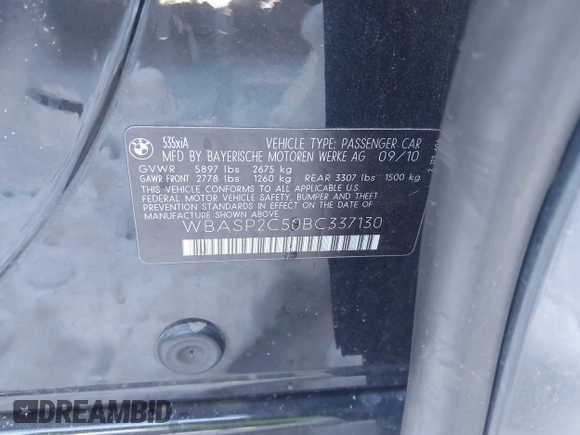 BMW
535xiA
VEHICLE TYPE: PASSENGER CAR
MFD BY BAYERISCHE MOTOREN WERKE AG 09/10
GVWR 5897 lbs 2675 kg
GAWR FRONT 2778 lbs 1260 kg REAR 3307 lbs 1500 kg
THIS VEHICLE CONFORMS TO ALL APPLICABLE U.S.
FEDERAL MOTOR VEHICLE SAFETY, BUMPER AND THEFT
PREVENTION STANDARDS IN EFFECT ON THE DATE OF
MANUFACTURE SHOWN ABOVE.
WBASP2C50BC337130
DREAMBID